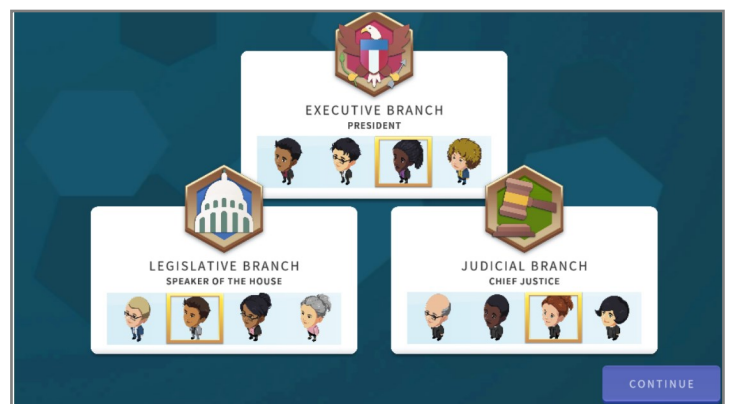 EXECUTIVE BRANCH
PRESIDENT
LEGISLATIVE BRANCH
SPEAKER OF THE HOUSE
JUDICIAL BRANCH
CHIEF JUSTICE
CONTINUE